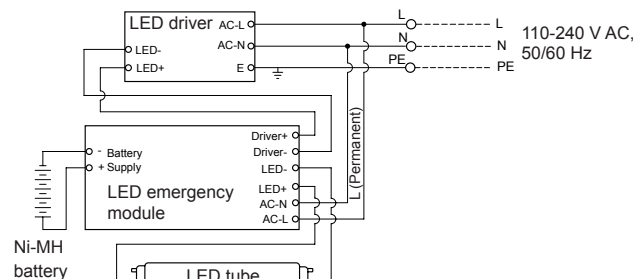 LED driver
AC-L
AC-N
E
LED-
LED+
L
N
PE
L
N
PE
110-240 V AC,
50/60 Hz
L (Permanent)
- Battery
+ Supply
LED emergency
module
Driver+
Driver-
LED-
LED+
AC-N
AC-L
Ni-MH
battery
LED tube